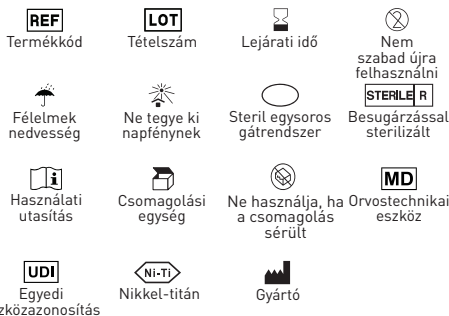 REF
LOT
Termékkód
Tételszám
Lejárati idő
Nem
szabad újra
felhasználni
STERILE R
Félelmek
nedvesség
Ne tegye ki
napfénynek
Steril egysoros
gátrendszer
Besugárzással
sterilizált
i
MD
Használati
utasítás
Csomagolási
egység
Ne használja, ha
a csomagolás
sérült
Orvostechnikai
eszköz
UDI
Ni-Ti
Egyedi
zközazonosítás
Nikkel-titán
Gyártó